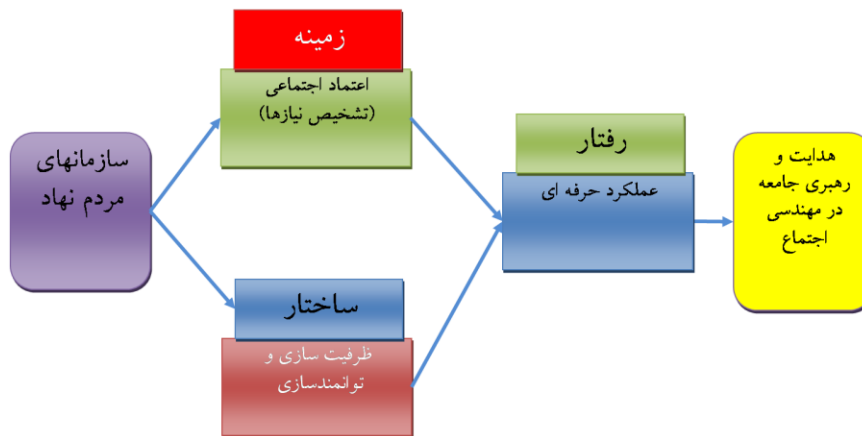 سازمانهای
مردم نهاد
زمینه
اعتماد اجتماعی
(تشخیص نیازها)
ساختار
ظرفیت سازی و
توانمندسازی
رفتار
عملکرد حرفه ای
هدایت و
رهبری جامعه
در مهندسی
اجتماع